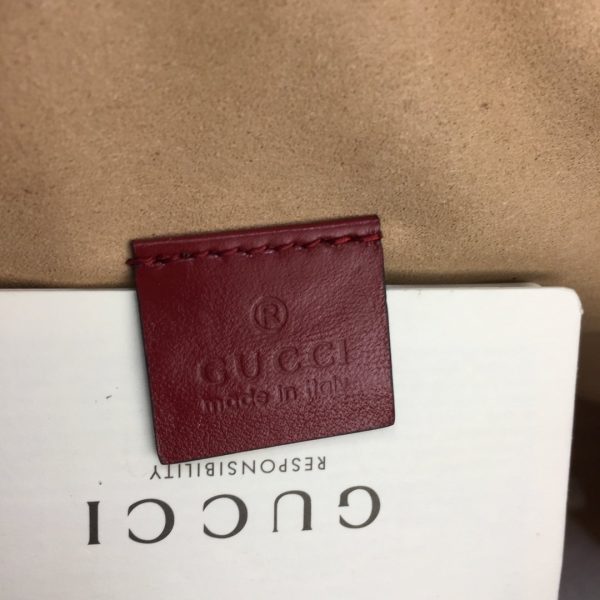 ®
GUCCI
made in italy
GUCCI
RESPONSIBILITY